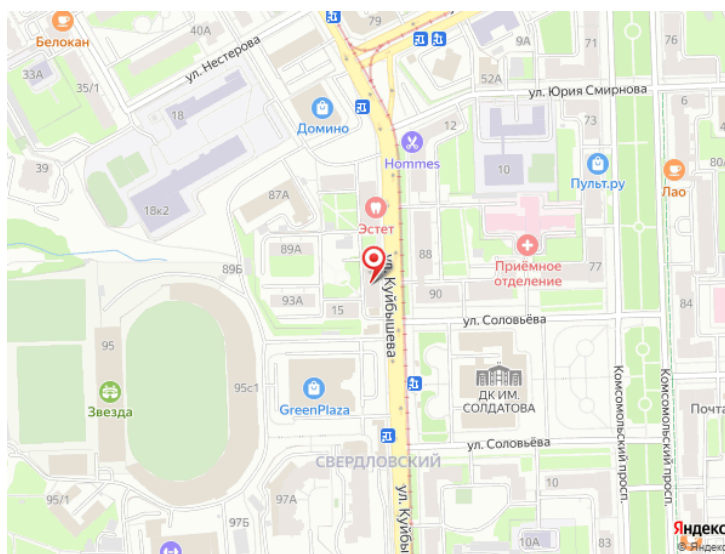 79
Белокан
40А
ул. Нестерова
33А
35/1
9А
71
76
52А
ул. Юрия Смирнова
18
Домино
12
Hommes
10
73
6
Пульт.ру
80А
Лао
39
18к2
87А
Эстет
89А
89Б
88
Приёмное
отделение
77
ул. Куйбышева
93А
15
90
84
ул. Соловьёва
95
95с1
Звезда
GreenPlaza
ДК ИМ.
СОЛДАТОВА
Комсомольский просп.
Комсомольский просп.
Почта
ул. Соловьёва
СВЕРДЛОВСКИЙ
95/1
97А
97Б
ул. Куйбы
10
83
Яндекс
© Яндекс